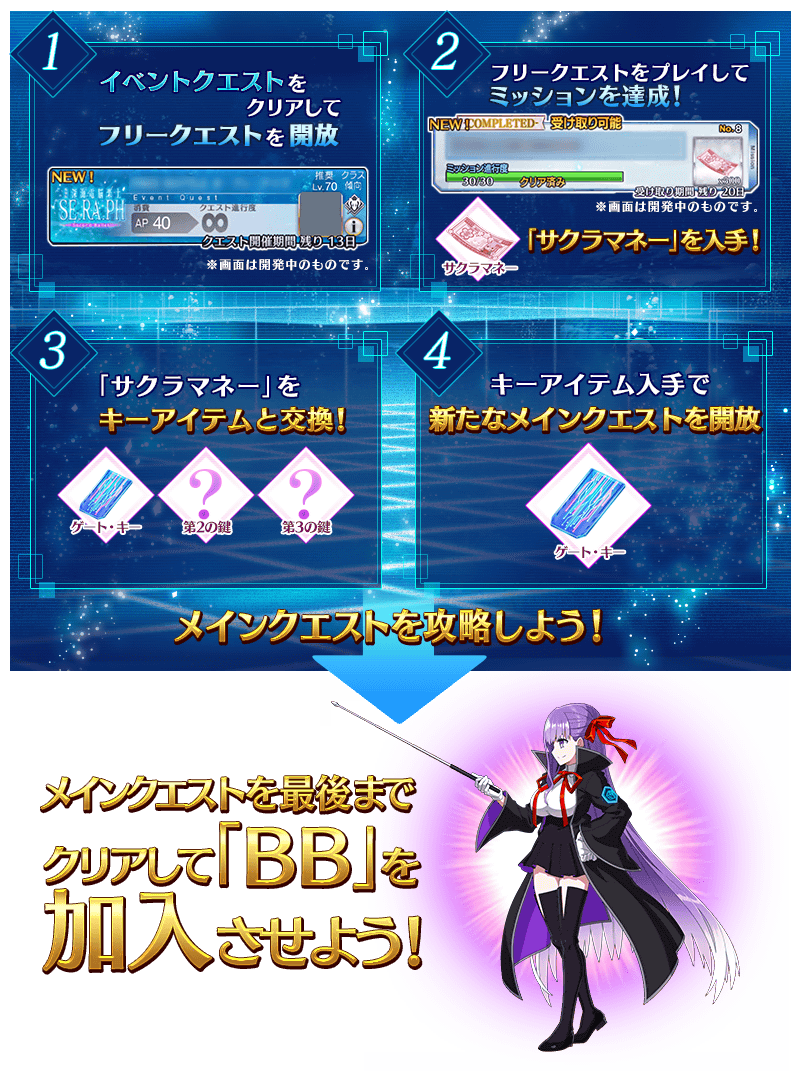 1
イベントクエストを
クリアして
フリークエストを開放
NEW!
推奨 クラス
Lv.70 傾向
SE.RA.PH
Event Quest
消費 クエスト進行度
AP 40 ∞
クエスト開催期間 残り 13日
※画面は開発中のものです。
2
フリークエストをプレイして
ミッションを達成!
NEW! COMPLETED 受け取り可能
No.8
Mission
ミッション進行度
30/30 クリア済み
受け取り期間 残り 20日
※画面は開発中のものです。
サクラマネー
「サクラマネー」を入手!
3
「サクラマネー」を
キーアイテムと交換!
ゲート・キー
?
第2の鍵
?
第3の鍵
4
キーアイテム入手で
新たなメインクエストを開放
ゲート・キー
メインクエストを攻略しよう!
メインクエストを最後まで
クリアして「BB」を
加入させよう!